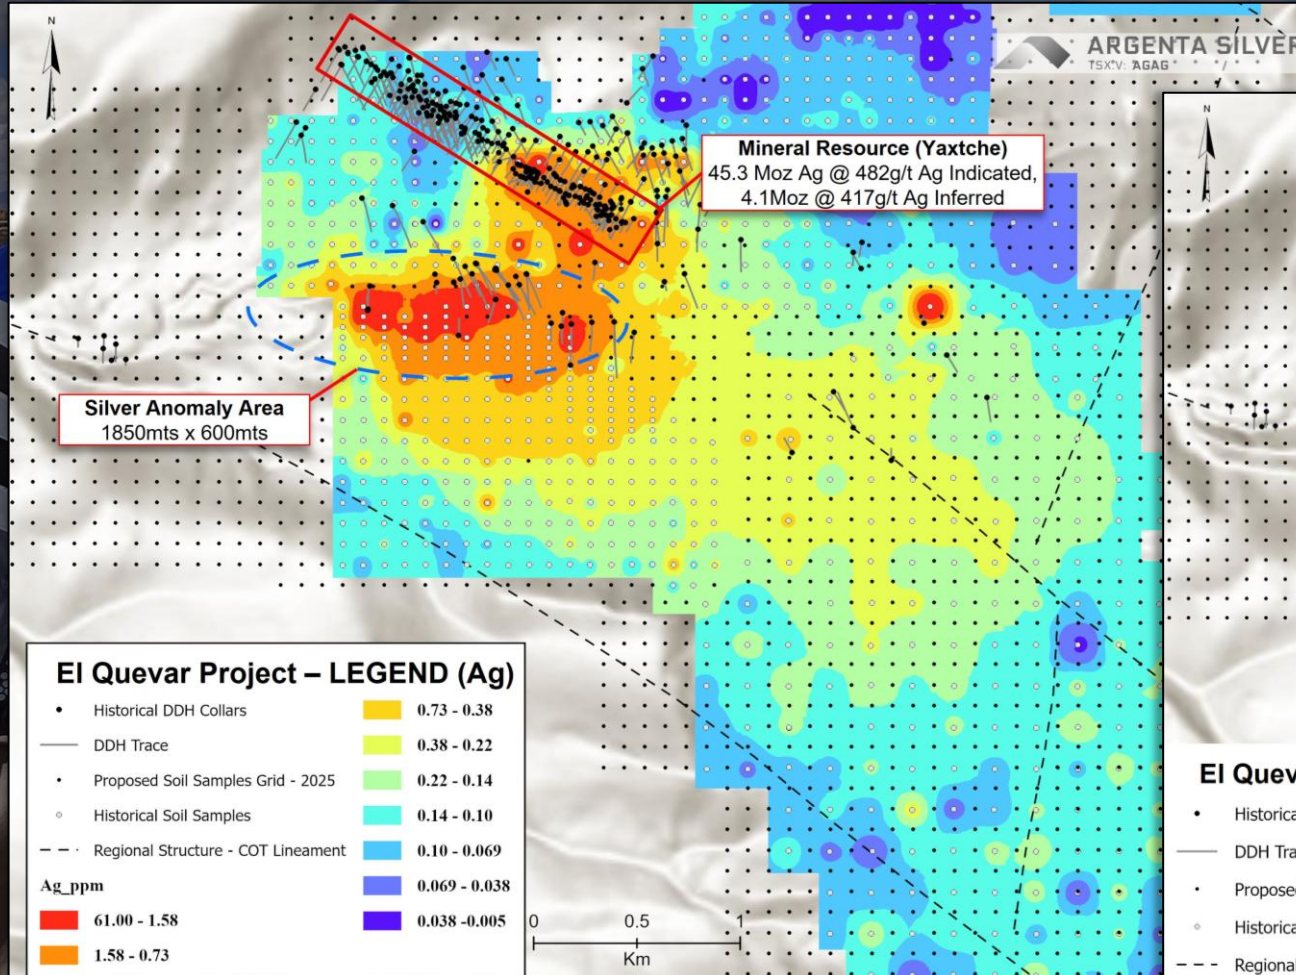 N
ARGENTA SILVER
TSX.V: AGAG
N
Mineral Resource (Yaxtche)
45.3 Moz Ag @ 482g/t Ag Indicated,
4.1Moz @ 417g/t Ag Inferred
Silver Anomaly Area
1850mts x 600mts
El Quevar Project – LEGEND (Ag)
Historical DDH Collars
DDH Trace
Proposed Soil Samples Grid - 2025
Historical Soil Samples
Regional Structure - COT Lineament
Ag_ppm
61.00 - 1.58
1.58 - 0.73
0.73 - 0.38
0.38 - 0.22
0.22 - 0.14
0.14 - 0.10
0.10 - 0.069
0.069 - 0.038
0.038 -0.005
0 0.5 1
Km
El Quev
Historica
DDH Tra
Propose
Historica
Regional